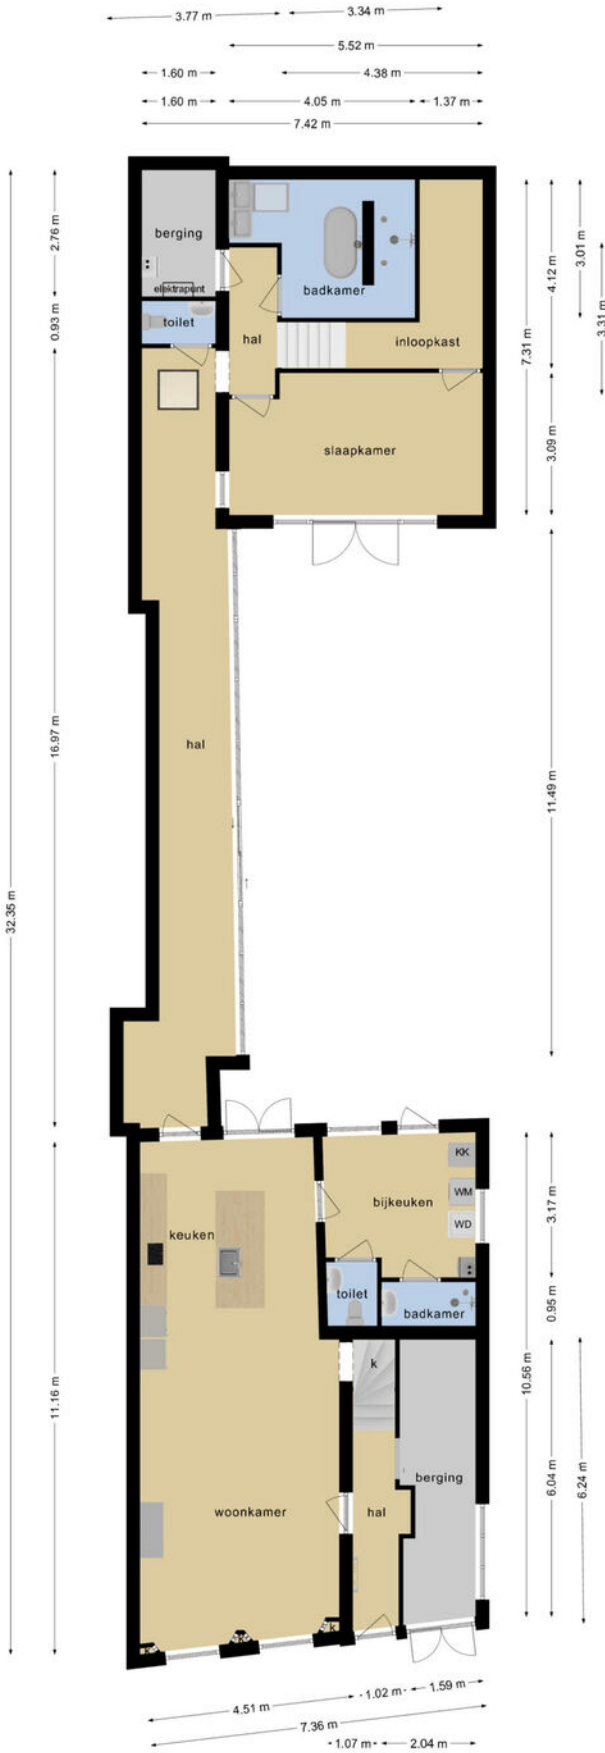 3.77 m
3.34 m
5.52 m
1.60 m
4.38 m
1.60 m
4.05 m
1.37 m
7.42 m
berging
elektrapunt
toilet
hal
badkamer
inloopkast
slaapkamer
2.76 m
0.93 m
4.12 m
3.01 m
3.31 m
7.31 m
3.09 m
hal
16.97 m
11.49 m
32.35 m
keuken
bijkeuken
KK
WM
WD
toilet
badkamer
3.17 m
0.95 m
11.16 m
10.56 m
k
berging
woonkamer
hal
6.04 m
6.24 m
k
k
k
4.51 m
1.02 m
1.59 m
7.36 m
1.07 m
2.04 m